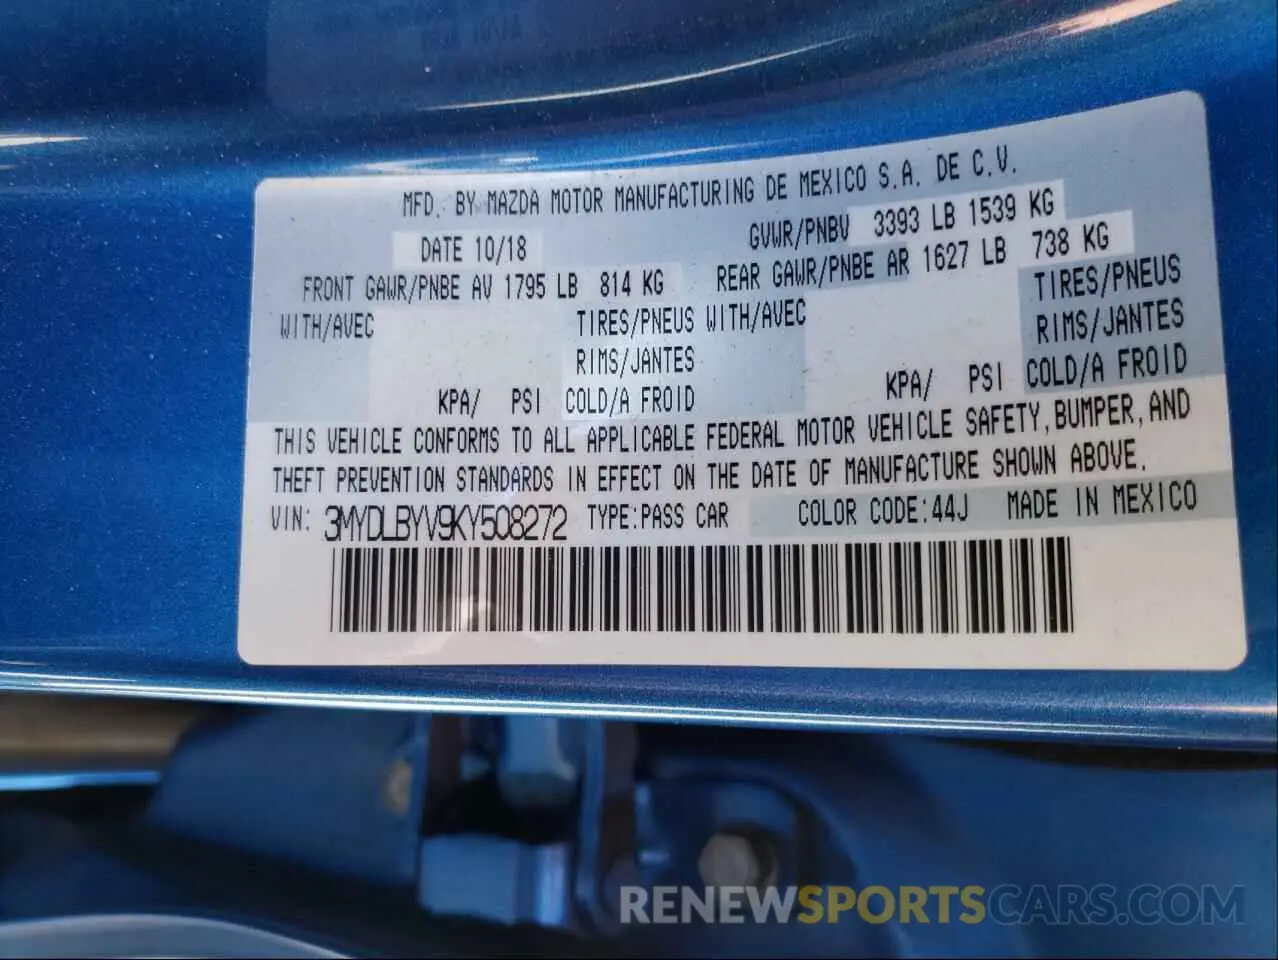 MFD. BY MAZDA MOTOR MANUFACTURING DE MEXICO S.A. DE C.V.
DATE 10/18 GVWR/PNBV 3393 LB 1539 KG
FRONT GAWR/PNBE AV 1795 LB 814 KG REAR GAWR/PNBE AR 1627 LB 738 KG
WITH/AVEC TIRES/PNEUS WITH/AVEC TIRES/PNEUS
RIMS/JANTES RIMS/JANTES
KPA/ PSI COLD/A FROID KPA/ PSI COLD/A FROID
THIS VEHICLE CONFORMS TO ALL APPLICABLE FEDERAL MOTOR VEHICLE SAFETY, BUMPER, AND
THEFT PREVENTION STANDARDS IN EFFECT ON THE DATE OF MANUFACTURE SHOWN ABOVE.
VIN: 3MYDLBYV9KY508272 TYPE:PASS CAR COLOR CODE:44J MADE IN MEXICO
RENEWSPORTSCARS.COM